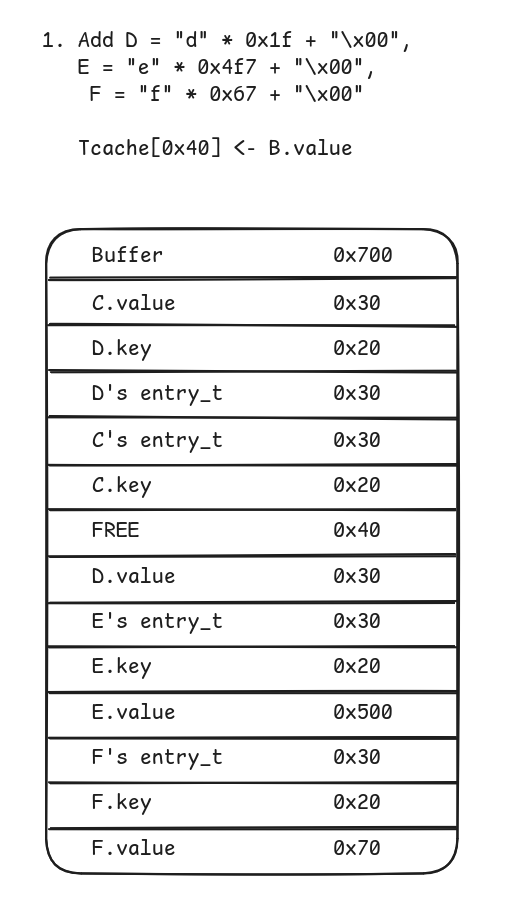 1. Add D = "d" * 0x1f + "\x00",
E = "e" * 0x4f7 + "\x00",
F = "f" * 0x67 + "\x00"
Tcache[0x40] <- B.value
Buffer 0x700
C.value 0x30
D.key 0x20
D's entry_t 0x30
C's entry_t 0x30
C.key 0x20
FREE 0x40
D.value 0x30
E's entry_t 0x30
E.key 0x20
E.value 0x500
F's entry_t 0x30
F.key 0x20
F.value 0x70